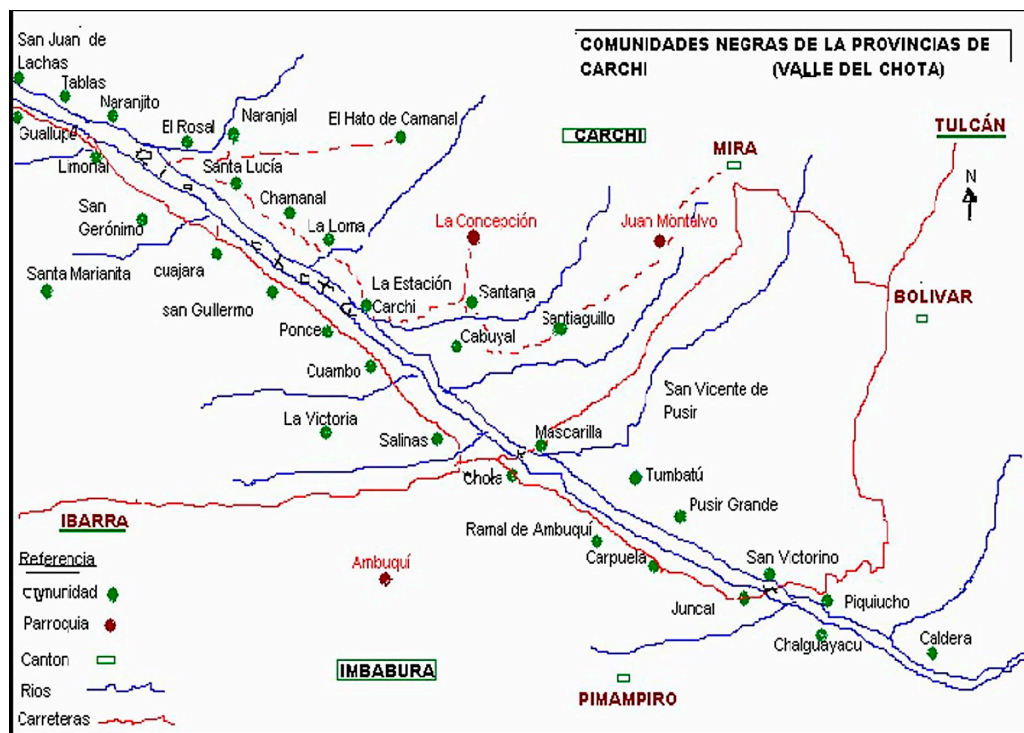 COMUNIDADES NEGRAS DE LA PROVINCIAS DE
CARCHI (VALLE DEL CHOTA)
San Juan de
Lachas
Tablas
Naranjito
Guallupe
Limonal
El Rosal
Naranjal
El Hato de Camanal
CARCHI
TULCÁN
MIRA
N
Santa Lucía
Chamanal
San
Gerónimo
La Loma
La Concepción
Juan Montalvo
Santa Marianita
cuajara
san Gullermo
La Estación
Carchi
Santana
Santiaguillo
BOLIVAR
Ponce
Cabuyal
Cuambo
San Vicente de
Pusir
La Victoria
Salinas
Mascarilla
Chota
Tumbatú
Pusir Grande
IBARRA
Ramal de Ambuquí
Ambuquí
Carpuela
San Victorino
Juncal
Piquiucho
Chalguayacu
Caldera
IMBABURA
PIMAMPIRO
Referencia
Comunidad
Parroquia
Canton
Rios
Carreteras